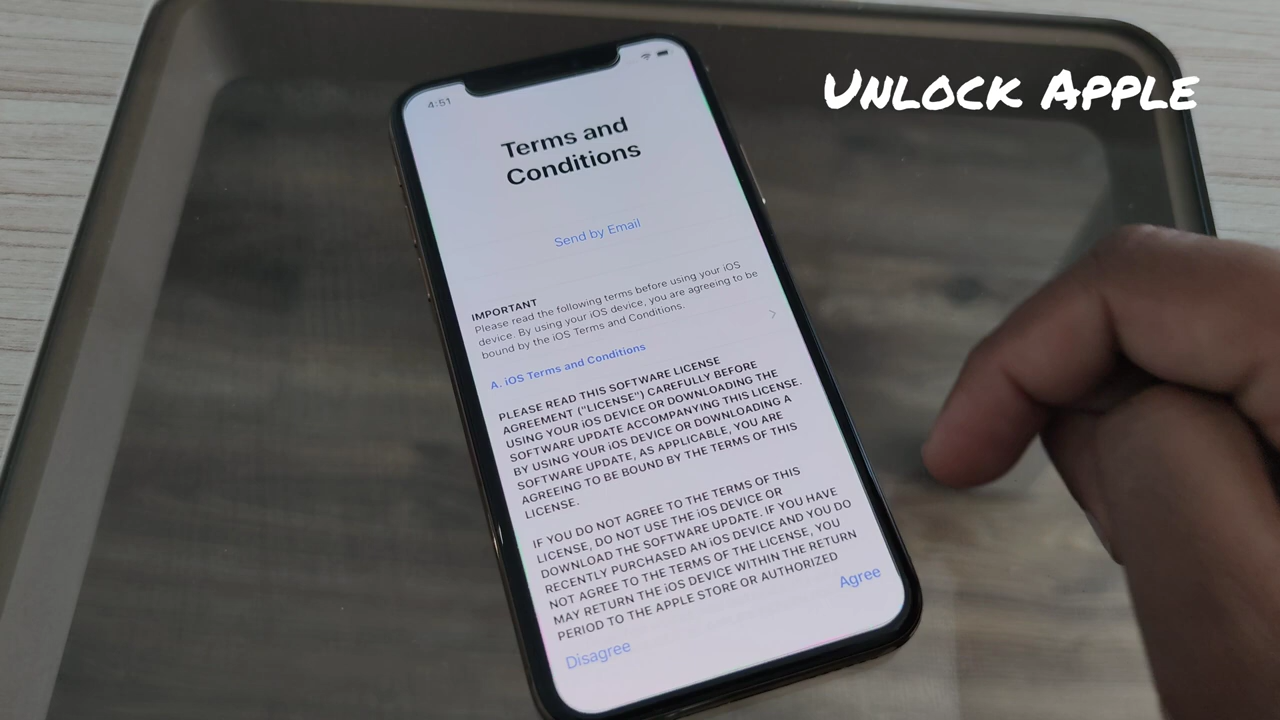 UNLOCK APPLE
4:51
Terms and
Conditions
Send by Email
IMPORTANT
Please read the following terms before using your iOS
device. By using your iOS device, you are agreeing to be
bound by the iOS Terms and Conditions.
A. iOS Terms and Conditions
PLEASE READ THIS SOFTWARE LICENSE
AGREEMENT ("LICENSE") CAREFULLY BEFORE
USING YOUR iOS DEVICE OR DOWNLOADING THE
SOFTWARE UPDATE ACCOMPANYING THIS LICENSE.
BY USING YOUR iOS DEVICE OR DOWNLOADING A
SOFTWARE UPDATE, AS APPLICABLE, YOU ARE
AGREEING TO BE BOUND BY THE TERMS OF THIS
LICENSE.
IF YOU DO NOT AGREE TO THE TERMS OF THIS
LICENSE, DO NOT USE THE iOS DEVICE OR
DOWNLOAD THE SOFTWARE UPDATE. IF YOU HAVE
RECENTLY PURCHASED AN iOS DEVICE AND YOU DO
NOT AGREE TO THE TERMS OF THE LICENSE, YOU
MAY RETURN THE iOS DEVICE WITHIN THE RETURN
PERIOD TO THE APPLE STORE OR AUTHORIZED
Disagree
Agree